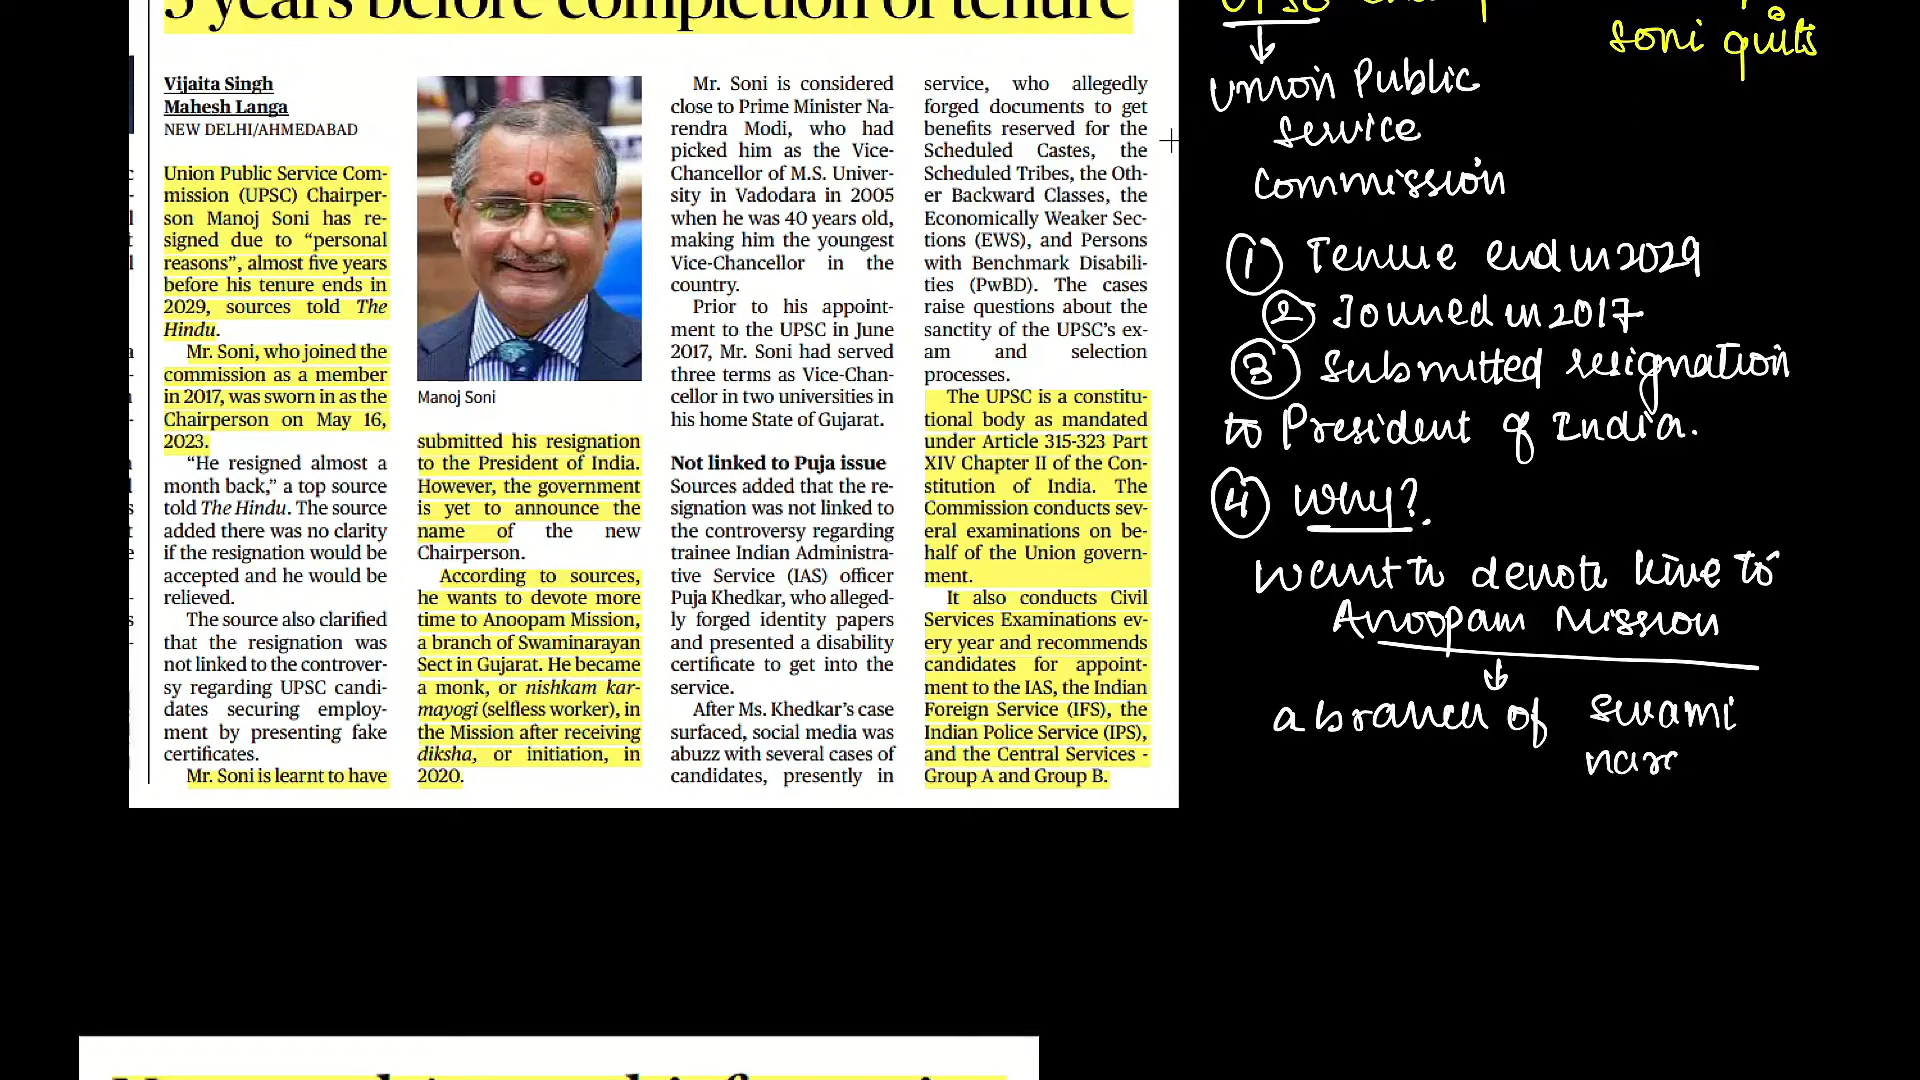 5 years before completion of tenure
Vijaita Singh
Mahesh Langa
NEW DELHI/AHMEDABAD
Union Public Service Com-
mission (UPSC) Chairper-
son Manoj Soni has re-
signed due to “personal
reasons”, almost five years
before his tenure ends in
2029, sources told The
Hindu.
Mr. Soni, who joined the
commission as a member
in 2017, was sworn in as the
Chairperson on May 16,
2023.
“He resigned almost a
month back,” a top source
told The Hindu. The source
added there was no clarity
if the resignation would be
accepted and he would be
relieved.
The source also clarified
that the resignation was
not linked to the controver-
sy regarding UPSC candi-
dates securing employ-
ment by presenting fake
certificates.
Mr. Soni is learnt to have
Manoj Soni
submitted his resignation
to the President of India.
However, the government
is yet to announce the
name of the new
Chairperson.
According to sources,
he wants to devote more
time to Anoopam Mission,
a branch of Swaminarayan
Sect in Gujarat. He became
a monk, or nishkam kar-
mayogi (selfless worker), in
the Mission after receiving
diksha, or initiation, in
2020.
Mr. Soni is considered
close to Prime Minister Na-
rendra Modi, who had
picked him as the Vice-
Chancellor of M.S. Univer-
sity in Vadodara in 2005
when he was 40 years old,
making him the youngest
Vice-Chancellor in the
country.
Prior to his appoint-
ment to the UPSC in June
2017, Mr. Soni had served
three terms as Vice-Chan-
cellor in two universities in
his home State of Gujarat.
Not linked to Puja issue
Sources added that the re-
signation was not linked to
the controversy regarding
trainee Indian Administra-
tive Service (IAS) officer
Puja Khedkar, who alleged-
ly forged identity papers
and presented a disability
certificate to get into the
service.
After Ms. Khedkar’s case
surfaced, social media was
abuzz with several cases of
candidates, presently in
service, who allegedly
forged documents to get
benefits reserved for the
Scheduled Castes, the
Scheduled Tribes, the Oth-
er Backward Classes, the
Economically Weaker Sec-
tions (EWS), and Persons
with Benchmark Disabili-
ties (PwBD). The cases
raise questions about the
sanctity of the UPSC’s ex-
am and selection
processes.
The UPSC is a constitu-
tional body as mandated
under Article 315-323 Part
XIV Chapter II of the Con-
stitution of India. The
Commission conducts sev-
eral examinations on be-
half of the Union govern-
ment.
It also conducts Civil
Services Examinations ev-
ery year and recommends
candidates for appoint-
ment to the IAS, the Indian
Foreign Service (IFS), the
Indian Police Service (IPS),
and the Central Services -
Group A and Group B.
UPSC
soni quits
Union Public
Service
Commission
① Tenure end in 2029
② Joined in 2017
③ Submitted resignation
to President of India.
④ Why?
Want to devote time to
Anoopam Mission
a branch of Swami
nar